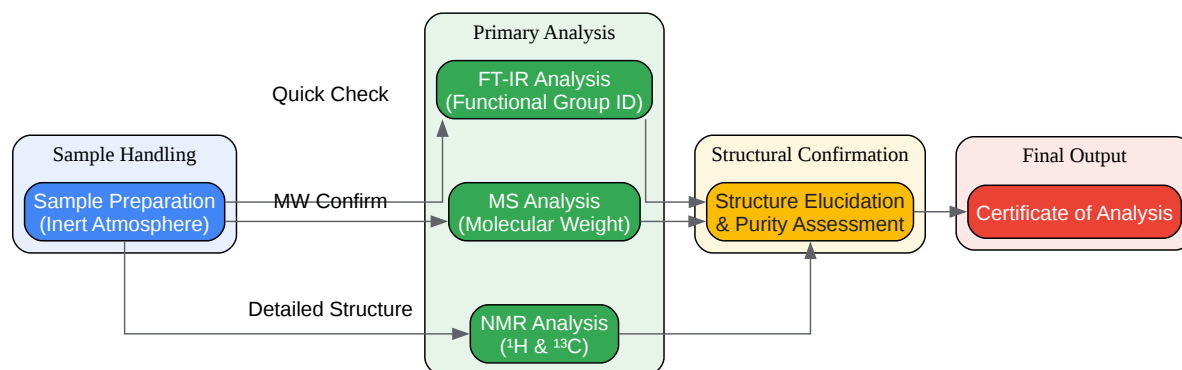 Primary Analysis
FT-IR Analysis
(Functional Group ID)
Quick Check
Sample Handling
Sample Preparation
(Inert Atmosphere)
MW Confirm
MS Analysis
(Molecular Weight)
Structural Confirmation
Structure Elucidation
& Purity Assessment
Final Output
Certificate of Analysis
Detailed Structure
NMR Analysis
(¹H & ¹³C)